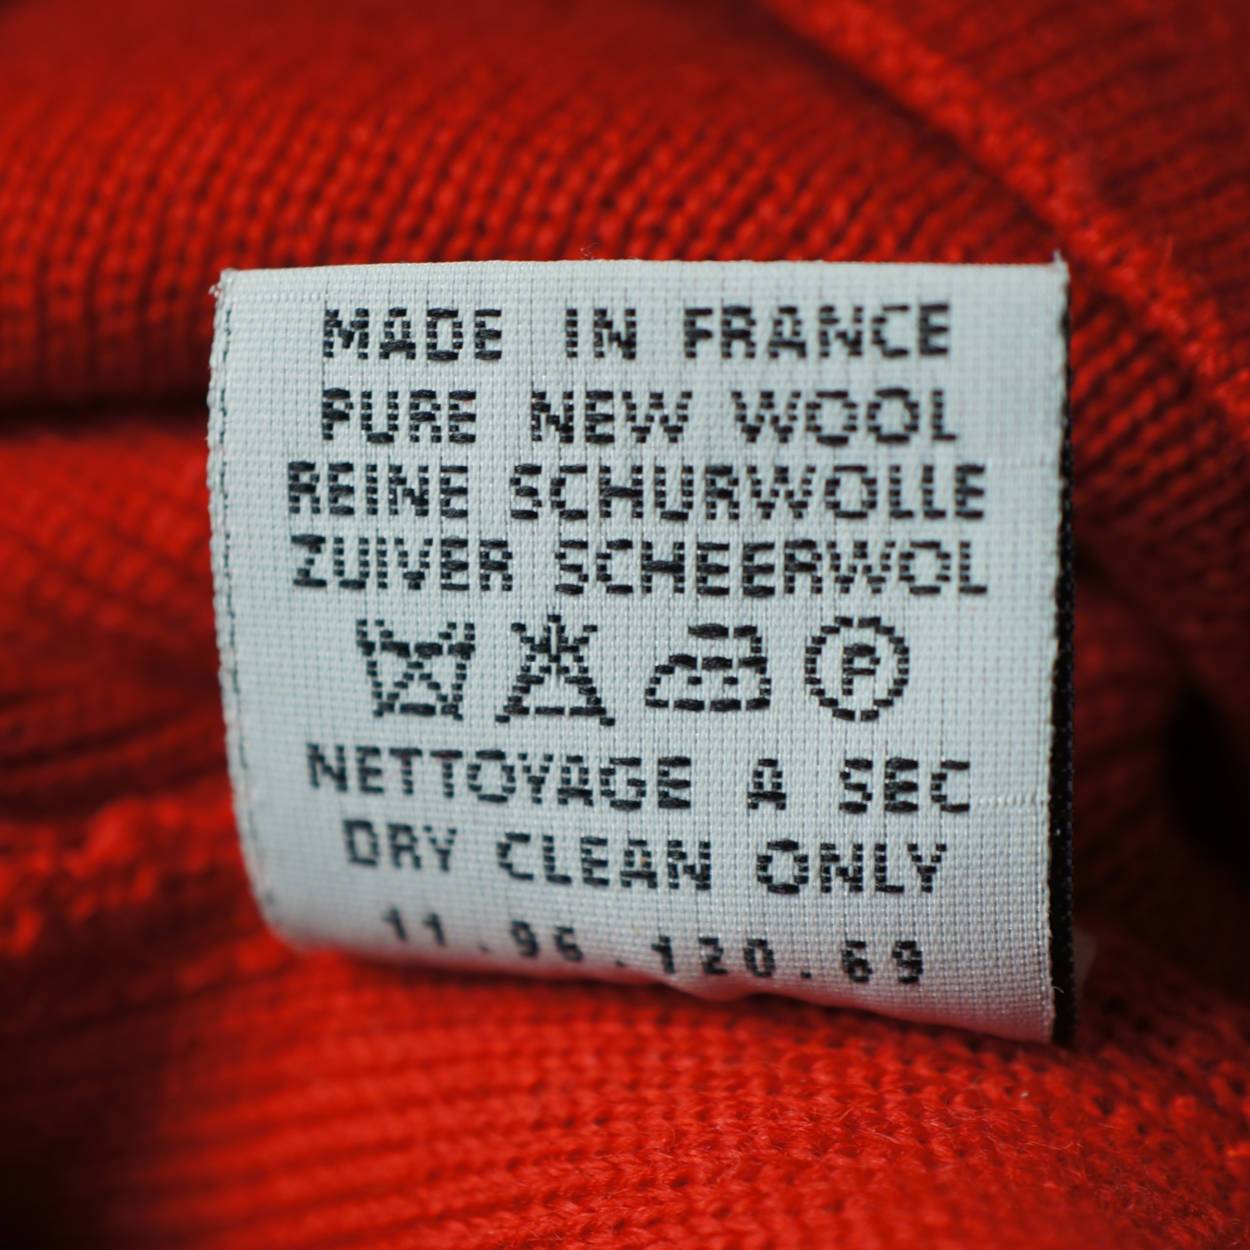 MADE IN FRANCE
PURE NEW WOOL
REINE SCHURWOLLE
ZUIVER SCHEERWOL
P
NETTOYAGE A SEC
DRY CLEAN ONLY
11.96.120.69